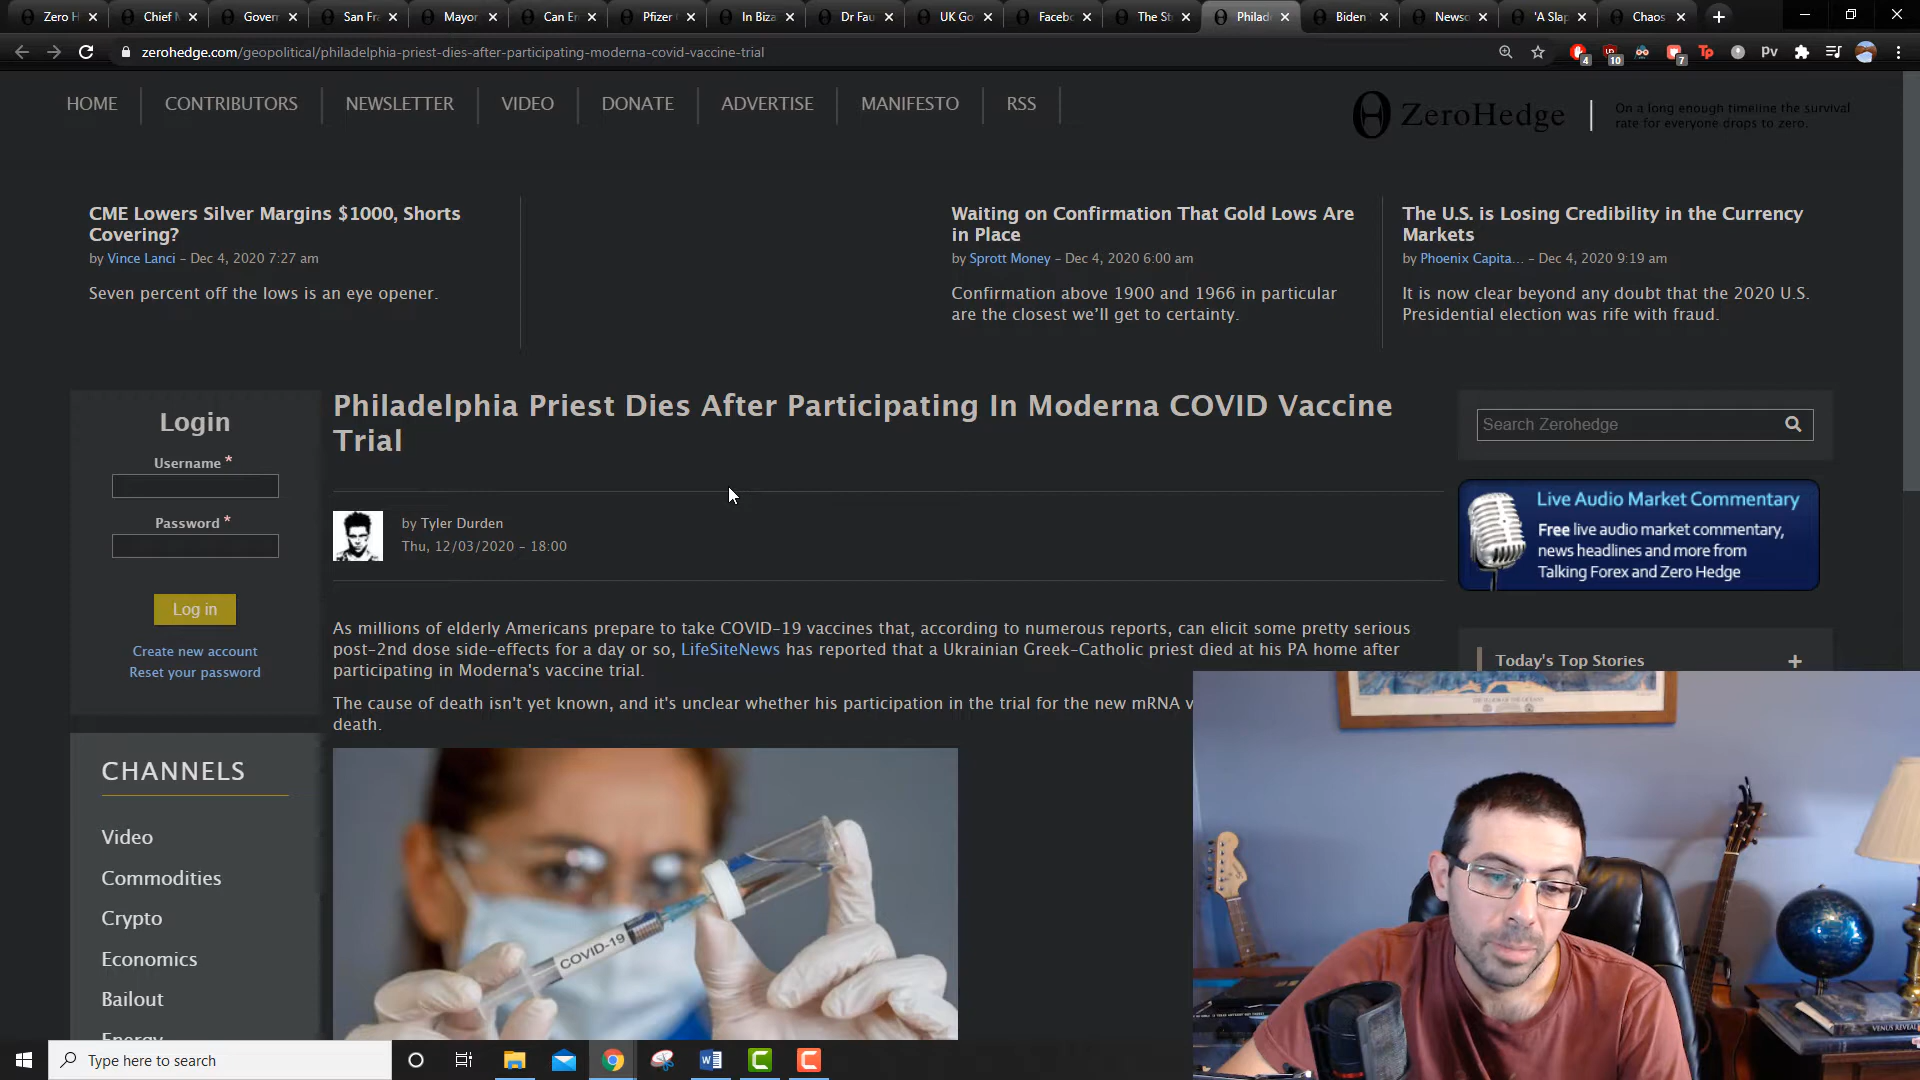 Zero H
Chief M
Govern
San Fra
Mayor
Can En
Pfizer
In Biza
Dr Fau
UK Go
Facebo
The St
Philad
Biden
Newsc
'A Slap
Chaos
zerohedge.com/geopolitical/philadelphia-priest-dies-after-participating-moderna-covid-vaccine-trial
4
10
7
Tp
Pv
HOME
CONTRIBUTORS
NEWSLETTER
VIDEO
DONATE
ADVERTISE
MANIFESTO
RSS
ZeroHedge
On a long enough timeline the survival
rate for everyone drops to zero.
CME Lowers Silver Margins $1000, Shorts
Covering?
by Vince Lanci – Dec 4, 2020 7:27 am
Seven percent off the lows is an eye opener.
Waiting on Confirmation That Gold Lows Are
in Place
by Sprott Money – Dec 4, 2020 6:00 am
Confirmation above 1900 and 1966 in particular
are the closest we'll get to certainty.
The U.S. is Losing Credibility in the Currency
Markets
by Phoenix Capita... – Dec 4, 2020 9:19 am
It is now clear beyond any doubt that the 2020 U.S.
Presidential election was rife with fraud.
Login
Username *
Password *
Log in
Create new account
Reset your password
CHANNELS
Video
Commodities
Crypto
Economics
Bailout
Energy
Philadelphia Priest Dies After Participating In Moderna COVID Vaccine
Trial
by Tyler Durden
Thu, 12/03/2020 – 18:00
As millions of elderly Americans prepare to take COVID-19 vaccines that, according to numerous reports, can elicit some pretty serious
post-2nd dose side-effects for a day or so, LifeSiteNews has reported that a Ukrainian Greek-Catholic priest died at his PA home after
participating in Moderna's vaccine trial.
The cause of death isn't yet known, and it's unclear whether his participation in the trial for the new mRNA v
death.
COVID-19
Search Zerohedge
Live Audio Market Commentary
Free live audio market commentary,
news headlines and more from
Talking Forex and Zero Hedge
Today's Top Stories
+
Type here to search